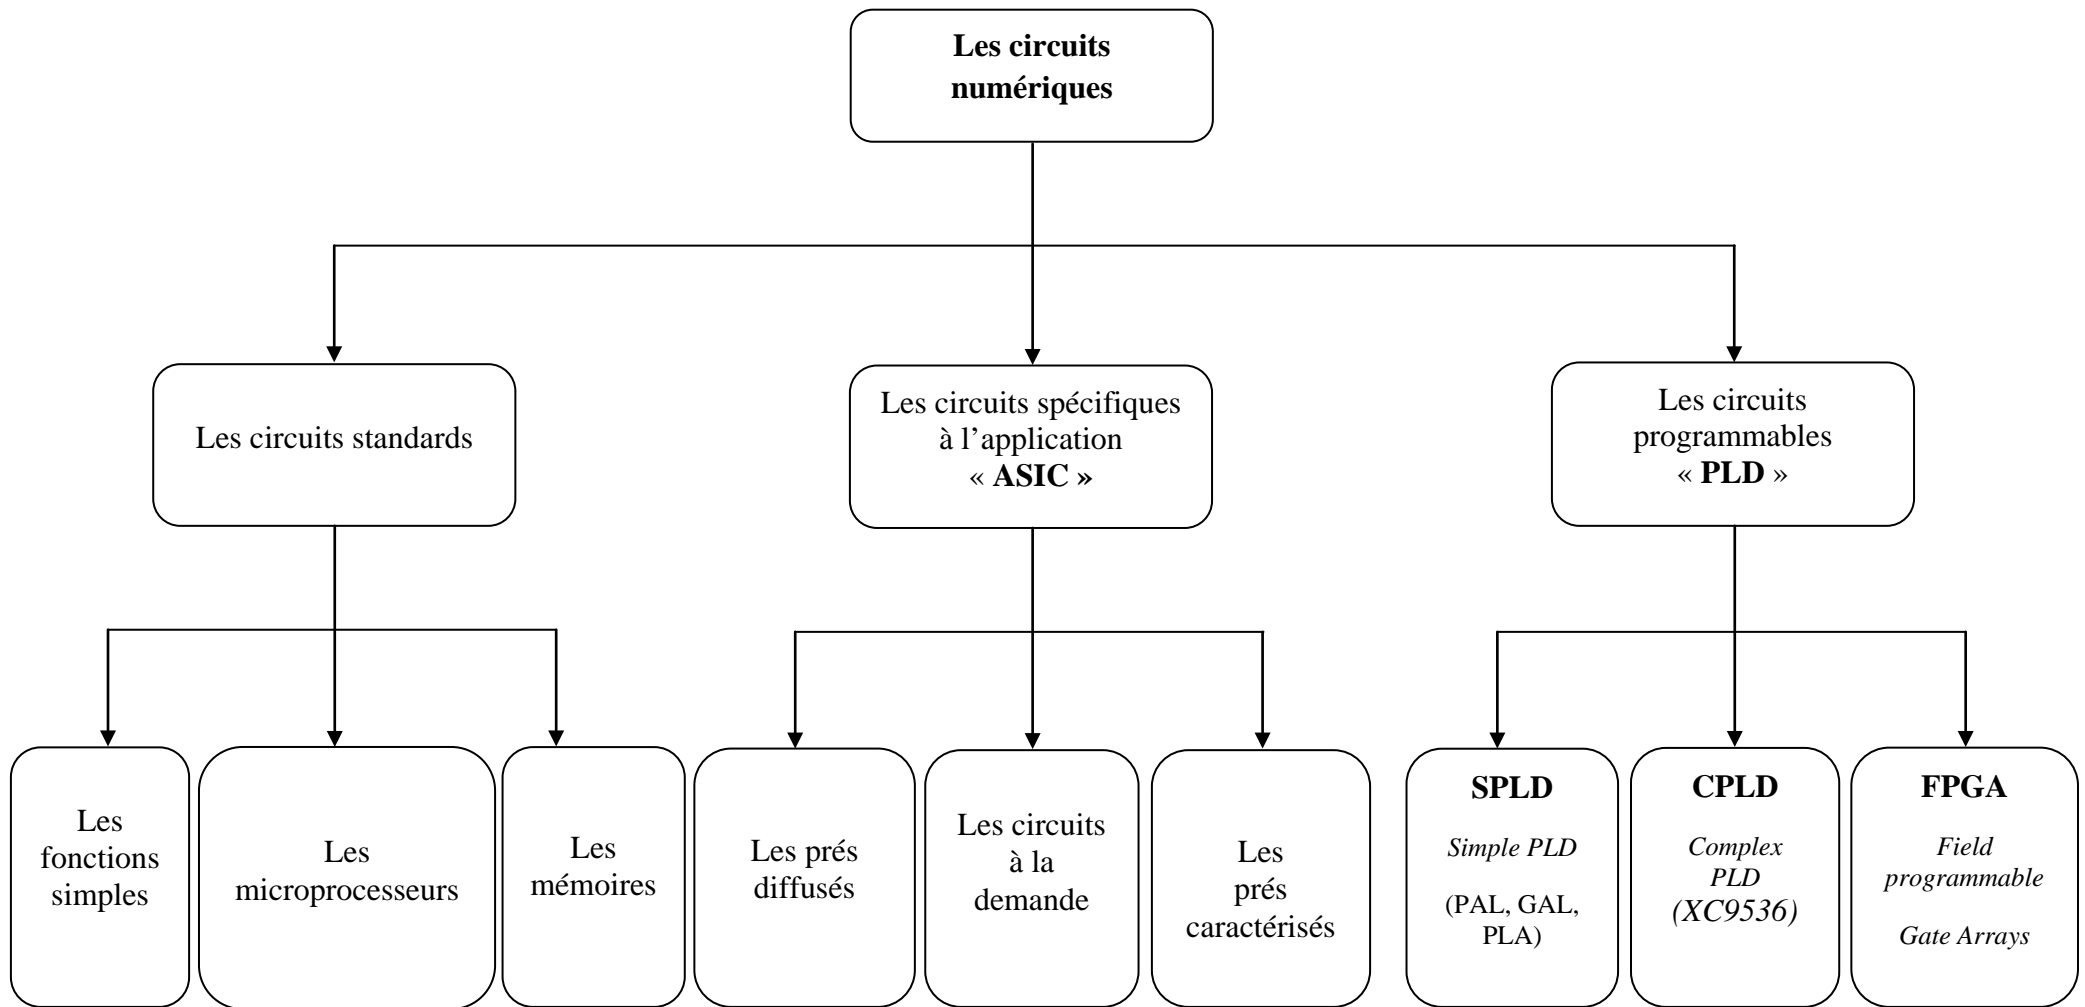 Les circuits
numériques
Les circuits standards
Les circuits spécifiques
à l’application
« ASIC »
Les circuits
programmables
« PLD »
Les
fonctions
simples
Les
microprocesseurs
Les
mémoires
Les prés
diffusés
Les circuits
à la
demande
Les
prés
caractérisés
SPLD
Simple PLD
(PAL, GAL,
PLA)
CPLD
Complex
PLD
(XC9536)
FPGA
Field
programmable
Gate Arrays